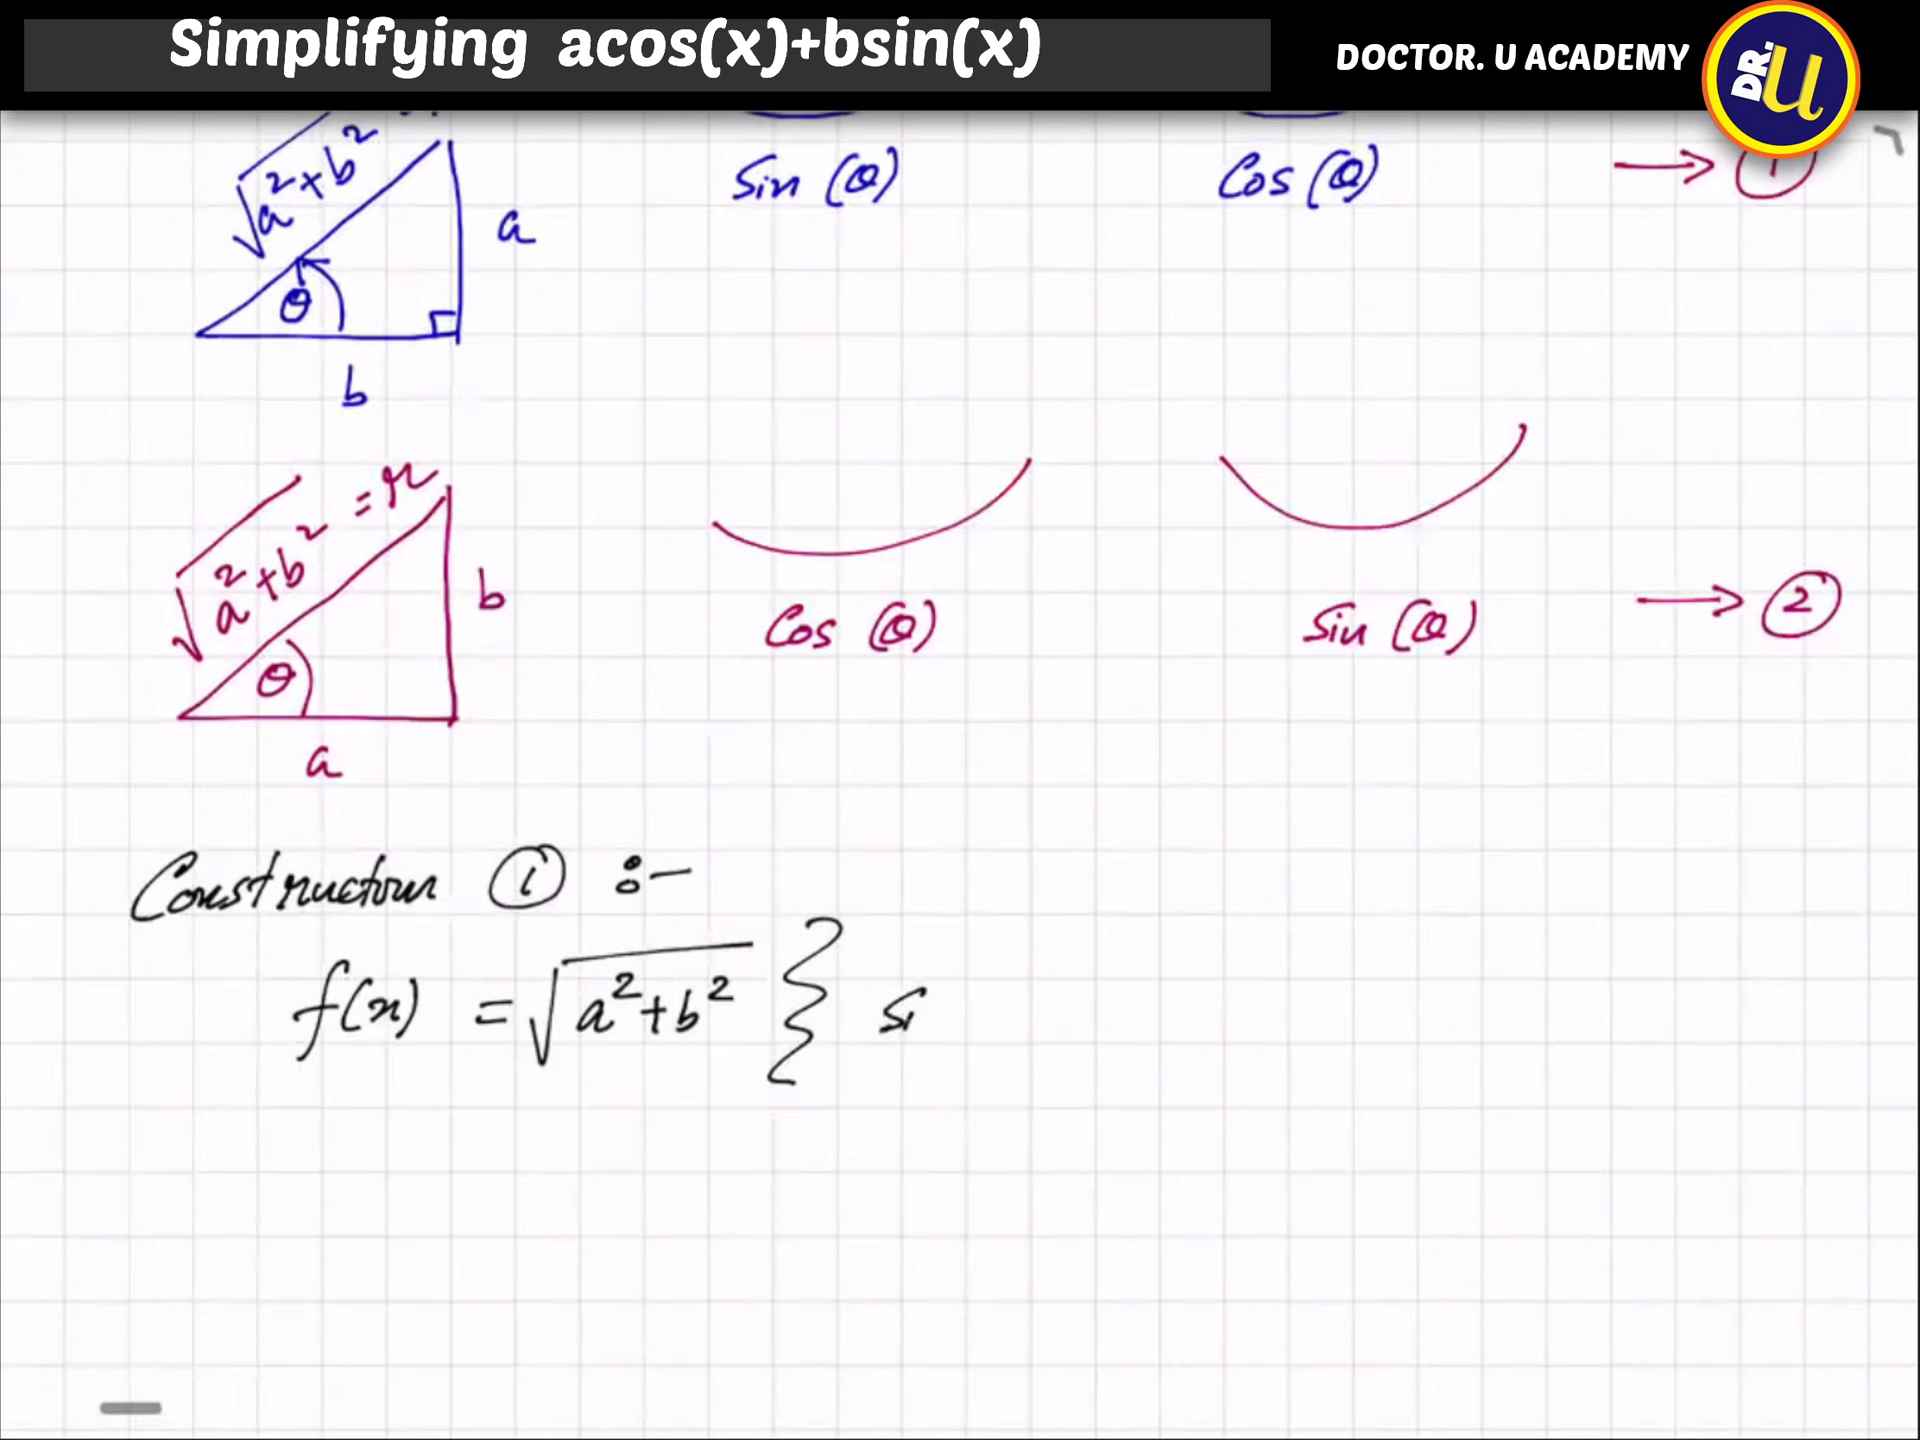 Simplifying acos(x)+bsin(x)
DOCTOR. U ACADEMY
DR. U
√a²+b²
Sin (θ)
Cos (θ)
→ 1
a
θ
b
√a²+b² = r
b
Cos (θ)
Sin (θ)
→ 2
θ
a
Construction 1 :-
f(x) = √a²+b² { si